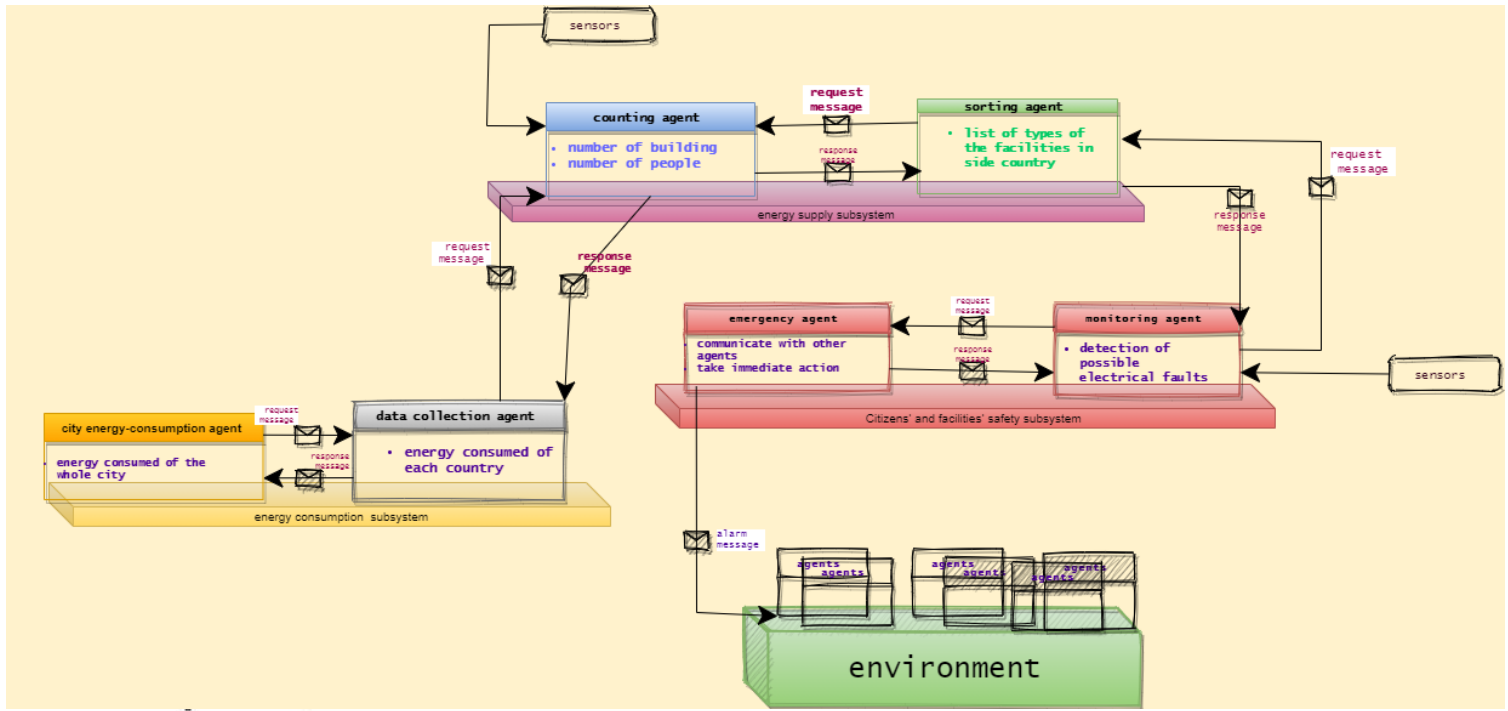 sensors
request
message
counting agent
• number of building
• number of people
sorting agent
• list of types of
the facilities in
side country
response
message
request
message
energy supply subsystem
response
message
request
message
response
message
emergency agent
• communicate with other
agents
• take immediate action
request
message
response
message
monitoring agent
• detection of
possible
electrical faults
sensors
Citizens' and facilities' safety subsystem
city energy-consumption agent
• energy consumed of the
whole city
request
message
response
message
data collection agent
• energy consumed of
each country
energy consumption subsystem
alarm
message
agents
agents
agents
agents
agents
agents
environment